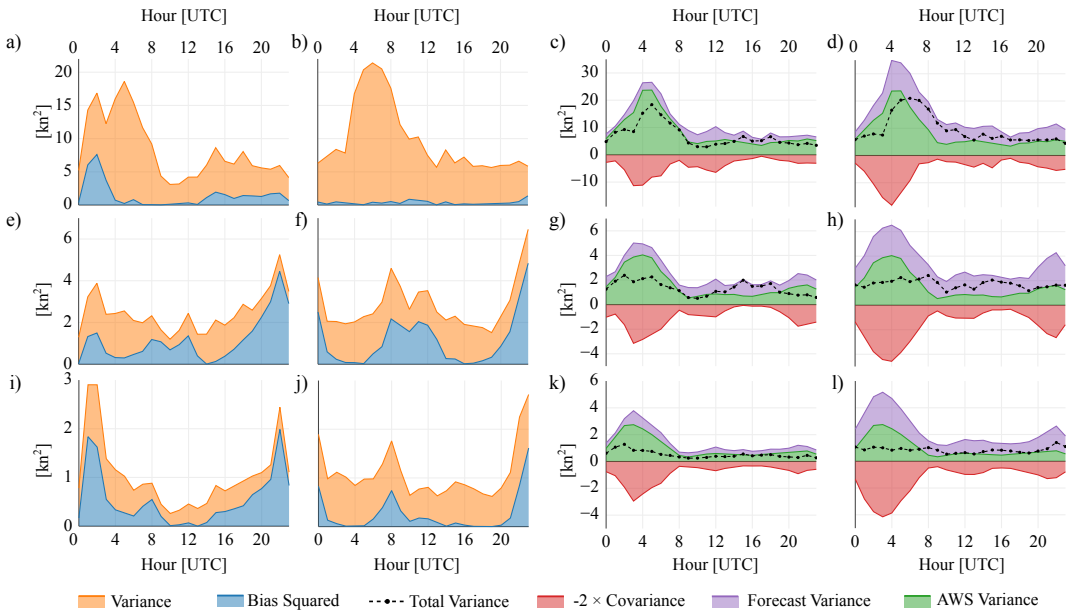 Hour [UTC] Hour [UTC] Hour [UTC] Hour [UTC]
a) 0 4 8 12 16 20 b) 0 4 8 12 16 20 c) 0 4 8 12 16 20 d) 0 4 8 12 16 20
[kn²] 20 15 10 5 0
[kn²] 30 20 10 0 −10
e) f) g) h)
[kn²] 6 4 2 0
[kn²] 6 4 2 0 −2 −4
i) j) k) l)
[kn²] 3 2 1 0
[kn²] 6 4 2 0 −2 −4
0 4 8 12 16 20 0 4 8 12 16 20 0 4 8 12 16 20 0 4 8 12 16 20
Hour [UTC] Hour [UTC] Hour [UTC] Hour [UTC]
Variance Bias Squared Total Variance -2 × Covariance Forecast Variance AWS Variance